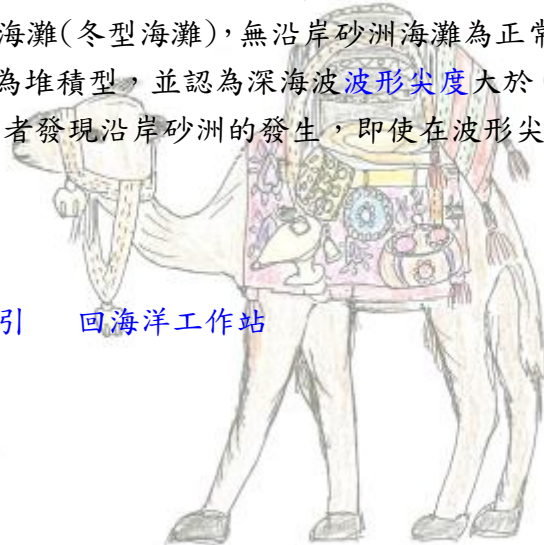 海灘(冬型海灘)，無沿岸砂洲海灘為正常
為堆積型，並認為深海波波形尖度大於
者發現沿岸砂洲的發生，即使在波形尖
引 回海洋工作站